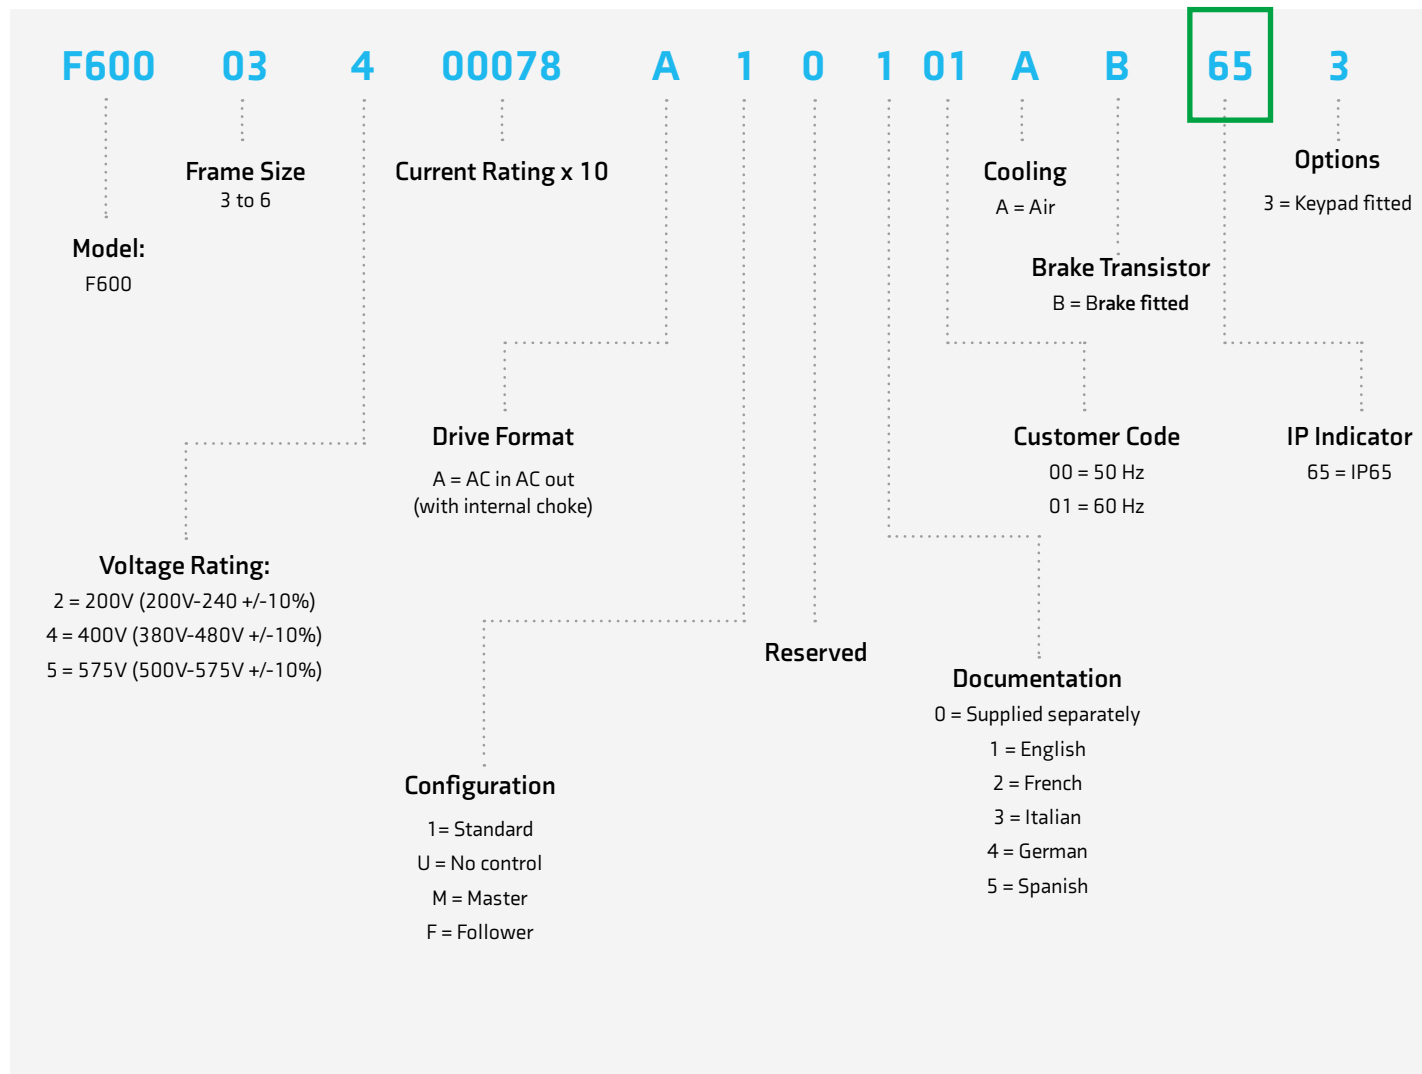 F600 03 4 00078 A 1 0 1 01 A B 65 3
Frame Size
3 to 6
Current Rating x 10
Cooling
A = Air
Options
3 = Keypad fitted
Model:
F600
Brake Transistor
B = Brake fitted
Drive Format
A = AC in AC out
(with internal choke)
Customer Code
00 = 50 Hz
01 = 60 Hz
IP Indicator
65 = IP65
Voltage Rating:
2 = 200V (200V-240 +/-10%)
4 = 400V (380V-480V +/-10%)
5 = 575V (500V-575V +/-10%)
Reserved
Documentation
0 = Supplied separately
1 = English
2 = French
3 = Italian
4 = German
5 = Spanish
Configuration
1= Standard
U = No control
M = Master
F = Follower